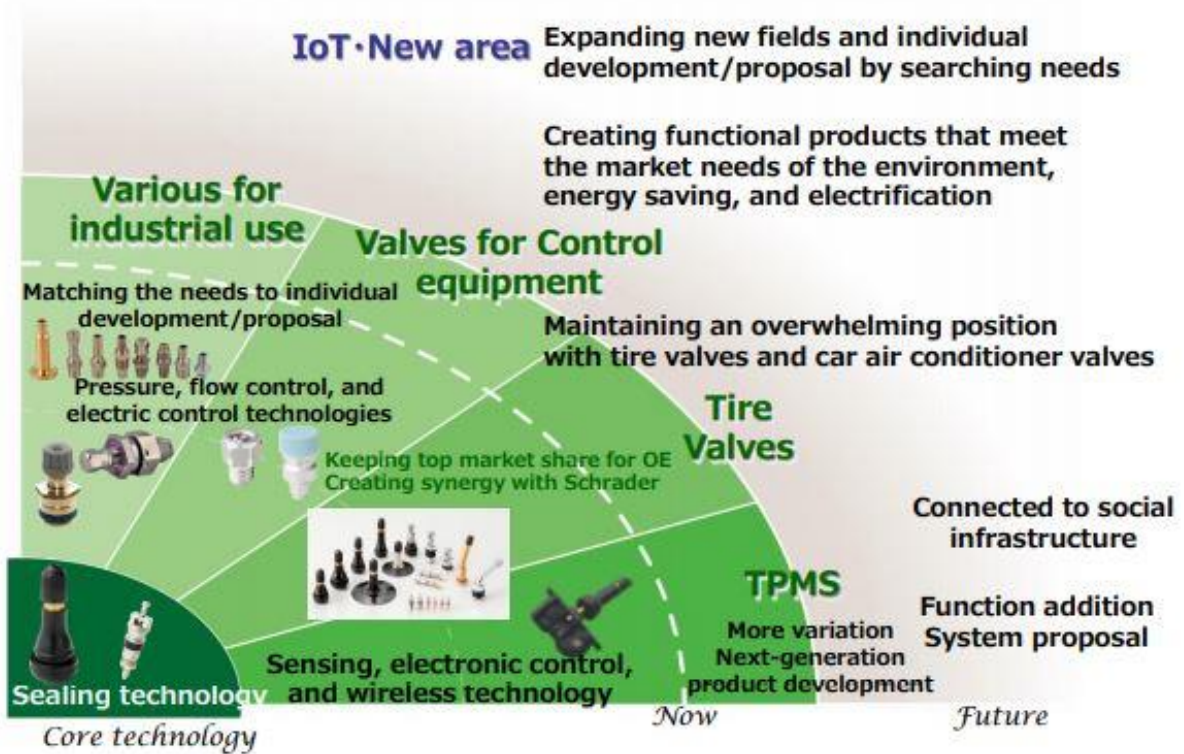 IoT・New area
Expanding new fields and individual
development/proposal by searching needs
Creating functional products that meet
the market needs of the environment,
energy saving, and electrification
Various for
industrial use
Valves for Control
equipment
Matching the needs to individual
development/proposal
Maintaining an overwhelming position
with tire valves and car air conditioner valves
Pressure, flow control, and
electric control technologies
Tire
Valves
Keeping top market share for OE
Creating synergy with Schrader
Connected to social
infrastructure
TPMS
More variation
Next-generation
product development
Function addition
System proposal
Sensing, electronic control,
and wireless technology
Sealing technology
Core technology
Now
Future